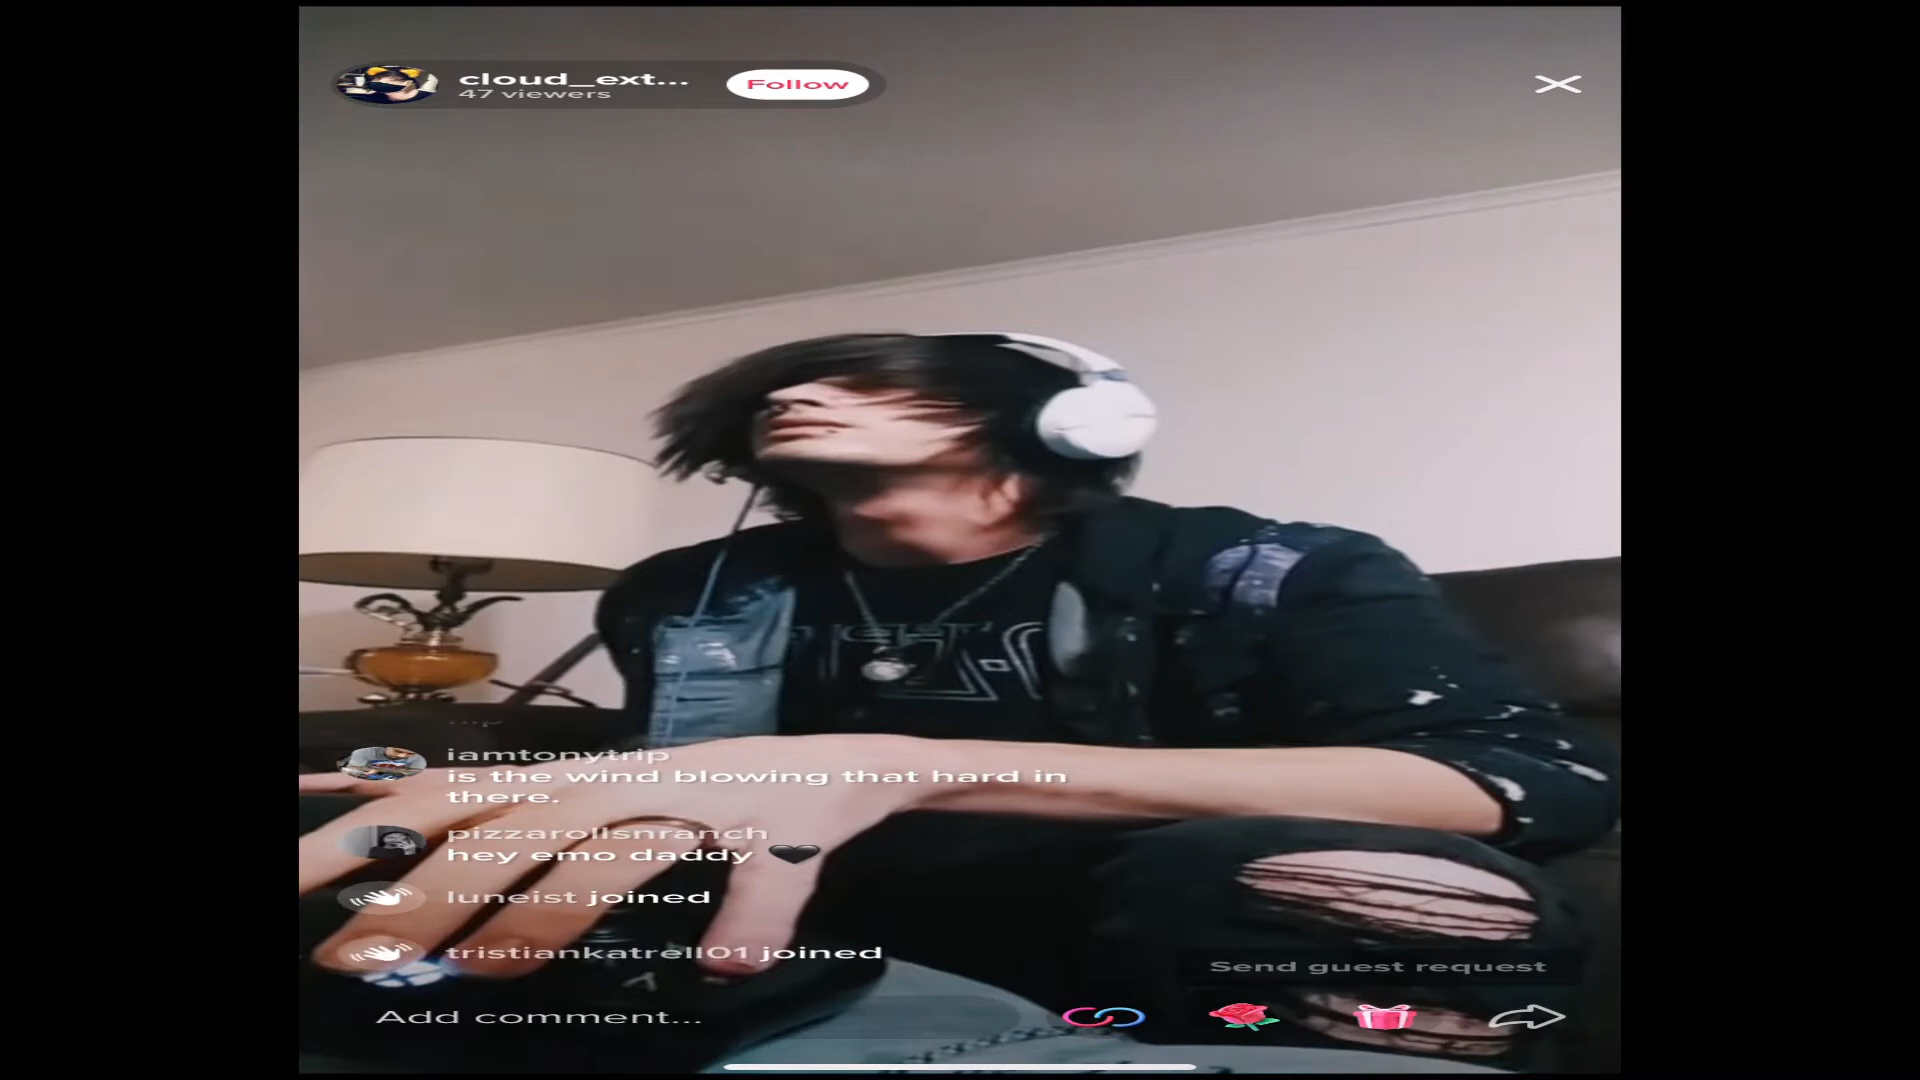 cloud_ext...
47 viewers
Follow
iamtonytrip
is the wind blowing that hard in
there.
pizzarollsnranch
hey emo daddy 🖤
luneist joined
tristiankatrell01 joined
Send guest request
Add comment...